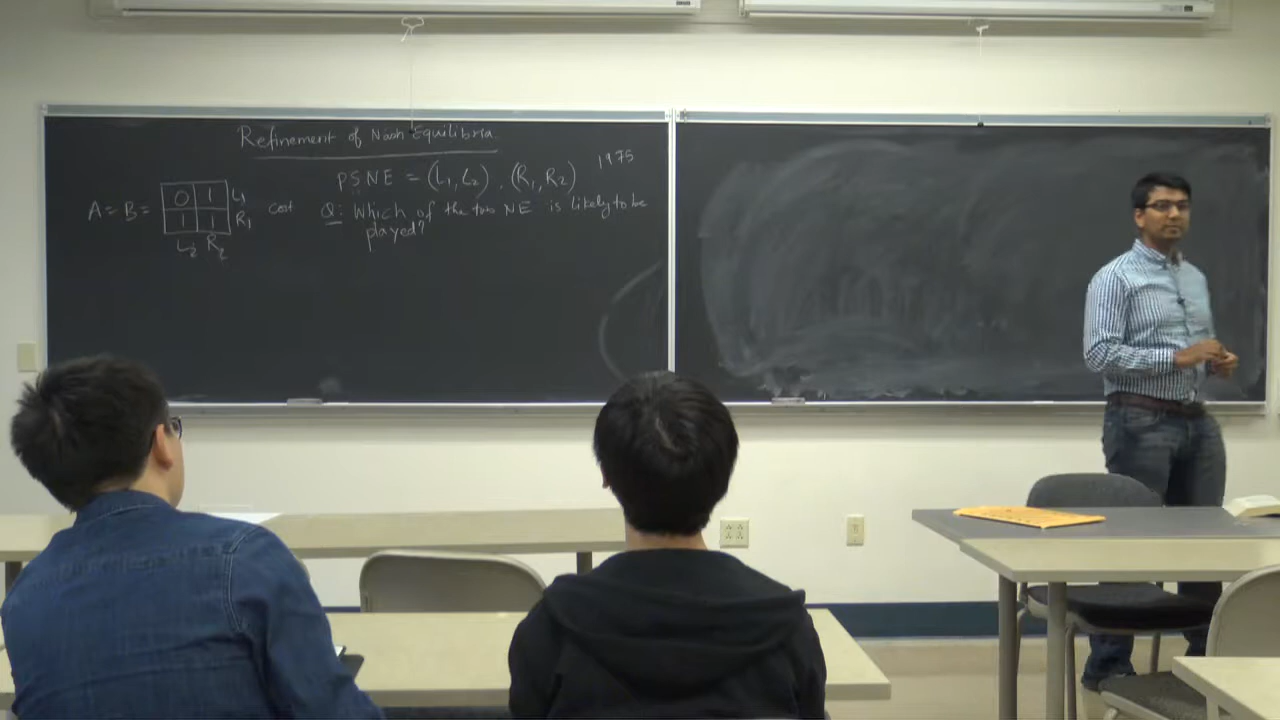 Refinement of Nash Equilibria
PSNE = (L₁, L₂), (R₁, R₂) 1975
A = B =
0 1 L₁
1 1 R₁
L₂ R₂
cost
Q: Which of the two NE is likely to be
played?